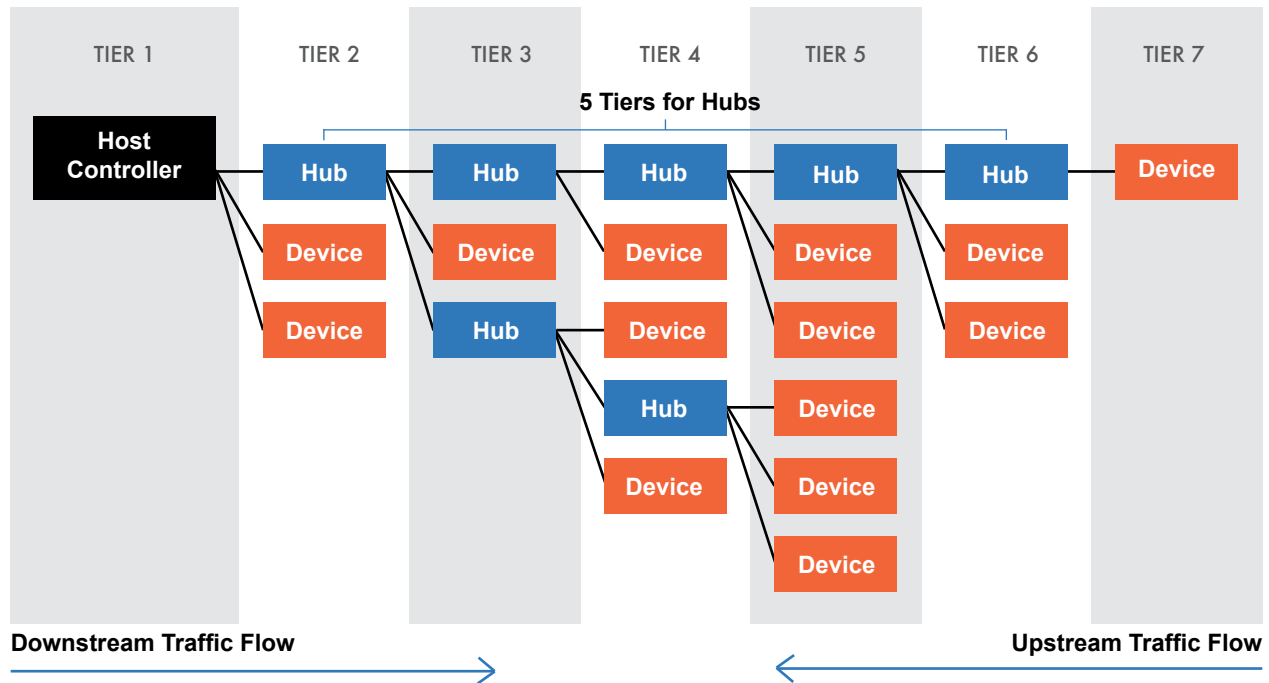 TIER 1
TIER 2
TIER 3
TIER 4
TIER 5
TIER 6
TIER 7
5 Tiers for Hubs
Host
Controller
Hub
Hub
Hub
Hub
Hub
Device
Device
Device
Device
Device
Device
Device
Hub
Device
Device
Device
Hub
Device
Device
Device
Device
Downstream Traffic Flow
Upstream Traffic Flow